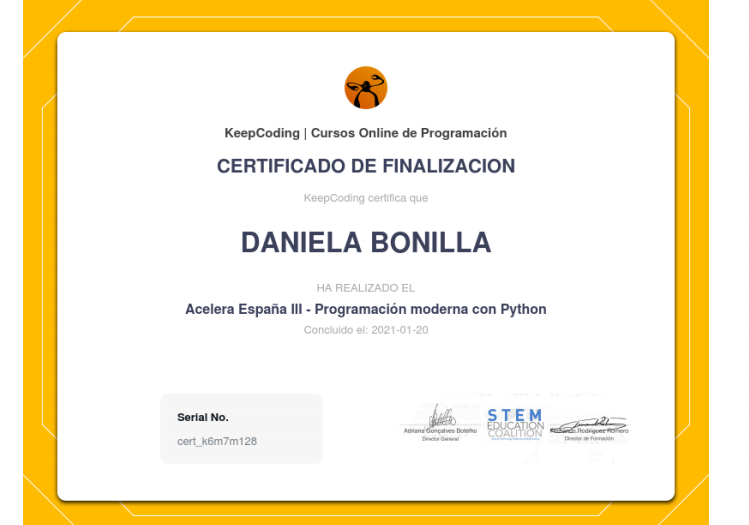 KeepCoding | Cursos Online de Programación
CERTIFICADO DE FINALIZACION
KeepCoding certifica que
DANIELA BONILLA
HA REALIZADO EL
Acelera España III - Programación moderna con Python
Concluido el: 2021-01-20
Serial No.
cert_k6m7m128
STEM
EDUCATION
COALITION
Adriana Gonçalves Botelho
Director General
Fernando Rodríguez Romero
Director de Formación